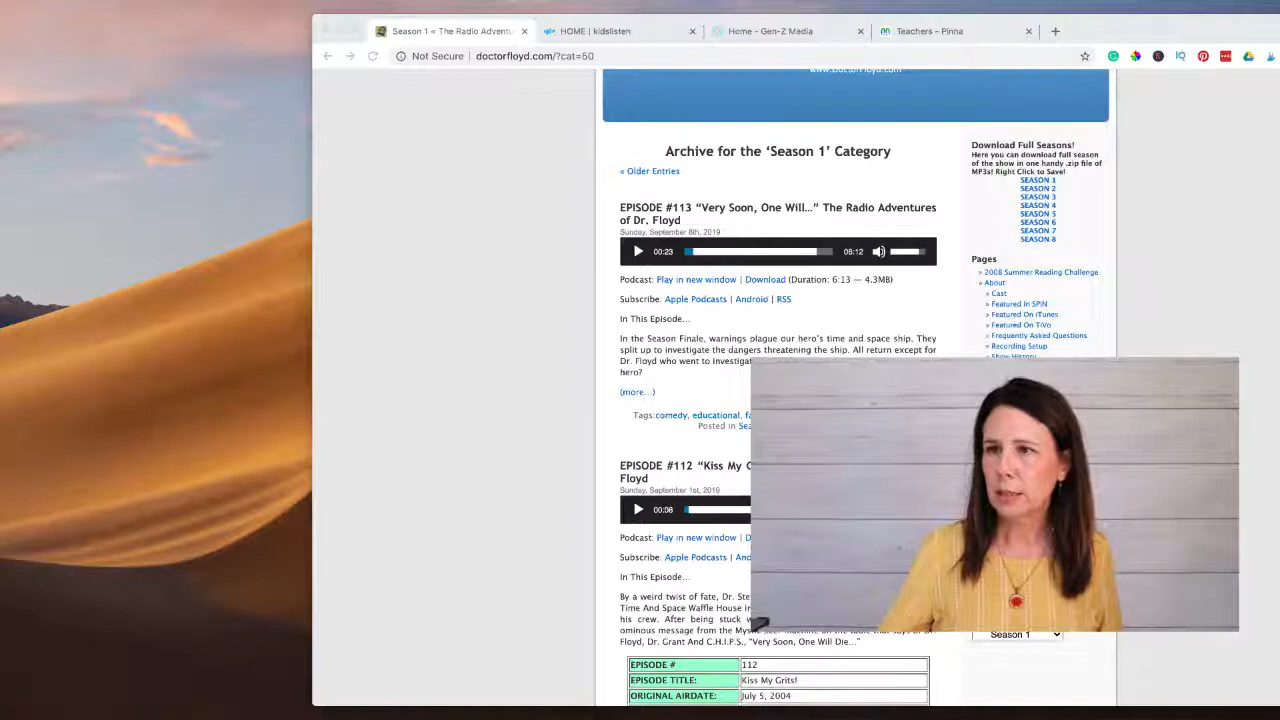 Season 1 « The Radio Adventu
HOME | kidslisten
Home - Gen-Z Media
Teachers – Pinna
Not Secure
doctorfloyd.com/?cat=50
www.DoctorFloyd.com
Archive for the ‘Season 1’ Category
« Older Entries
EPISODE #113 “Very Soon, One Will…” The Radio Adventures
of Dr. Floyd
Sunday, September 8th, 2019
00:23
06:12
Podcast: Play in new window | Download (Duration: 6:13 — 4.3MB)
Subscribe: Apple Podcasts | Android | RSS
In This Episode…
In the Season Finale, warnings plague our hero’s time and space ship. They
split up to investigate the dangers threatening the ship. All return except for
Dr. Floyd who went to investigat
hero?
(more…)
Tags:comedy, educational, fa
Posted in Sea
EPISODE #112 “Kiss My G
Floyd
Sunday, September 1st, 2019
00:08
Podcast: Play in new window | D
Subscribe: Apple Podcasts | And
In This Episode…
By a weird twist of fate, Dr. Ste
Time And Space Waffle House in
his crew. After being stuck w
ominous message from the
Floyd, Dr. Grant And C.H.I.P.S., “Very Soon, One Will Die…”
EPISODE # 112
EPISODE TITLE: Kiss My Grits!
ORIGINAL AIRDATE: July 5, 2004
Download Full Seasons!
Here you can download full season
of the show in one handy .zip file of
MP3s! Right Click to Save!
SEASON 1
SEASON 2
SEASON 3
SEASON 4
SEASON 5
SEASON 6
SEASON 7
SEASON 8
Pages
» 2008 Summer Reading Challenge
» About
» Cast
» Featured In SPIN
» Featured On iTunes
» Featured On TiVo
» Frequently Asked Questions
» Recording Setup
» Show History
Season 1